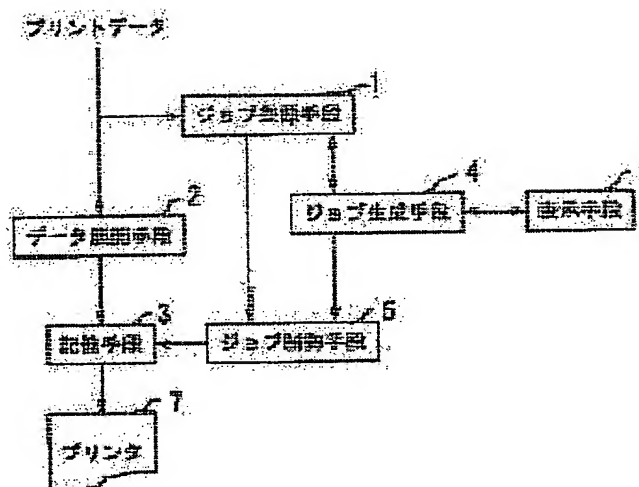 プリントデータ
1
2
データ展開手段
4
ジョブ生成手段
表示手段
3
記憶手段
ジョブ制御手段
7
プリンタ